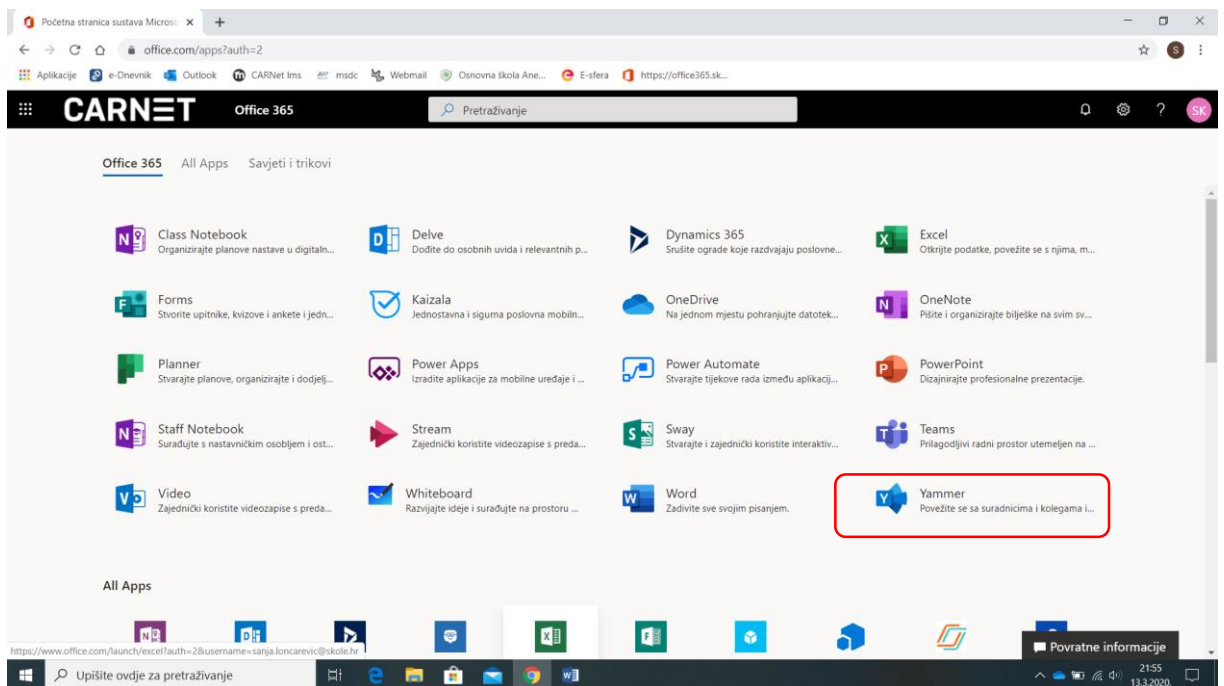 Početna stranica sustava Microso
office.com/apps?auth=2
S
Aplikacije e-Dnevnik Outlook CARNet lms msdc Webmail Osnovna škola Ane... E-sfera https://office365.sk...
CARNET Office 365 Pretraživanje ? SK
Office 365 All Apps Savjeti i trikovi
Class Notebook
Organizirajte planove nastave u digitaln...
Delve
Dođite do osobnih uvida i relevantnih p...
Dynamics 365
Srušite ograde koje razdvajaju poslovne...
Excel
Otkrijte podatke, povežite se s njima, m...
Forms
Stvorite upitnike, kvizove i ankete i jedn...
Kaizala
Jednostavna i sigurna poslovna mobiln...
OneDrive
Na jednom mjestu pohranjujte datotek...
OneNote
Pišite i organizirajte bilješke na svim sv...
Planner
Stvarajte planove, organizirajte i dodjelj...
Power Apps
Izradite aplikacije za mobilne uređaje i ...
Power Automate
Stvarajte tijekove rada između aplikacij...
PowerPoint
Dizajnirajte profesionalne prezentacije.
Staff Notebook
Surađujte s nastavničkim osobljem i ost...
Stream
Zajednički koristite videozapise s preda...
Sway
Stvarajte i zajednički koristite interaktiv...
Teams
Prilagodljivi radni prostor utemeljen na ...
Video
Zajednički koristite videozapise s preda...
Whiteboard
Razvijajte ideje i surađujte na prostoru ...
Word
Zadivite sve svojim pisanjem.
Yammer
Povežite se sa suradnicima i kolegama i...
All Apps
https://www.office.com/launch/excel?auth=2&username=sanja.loncarevic@skole.hr
Povratne informacije
Upišite ovdje za pretraživanje
21:55
13.3.2020.